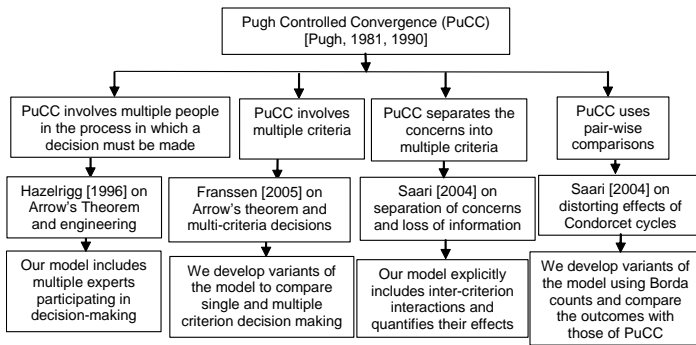 Pugh Controlled Convergence (PuCC)
[Pugh, 1981, 1990]
PuCC involves multiple people
in the process in which a
decision must be made
PuCC involves
multiple criteria
PuCC separates the
concerns into
multiple criteria
PuCC uses
pair-wise
comparisons
Hazelrigg [1996] on
Arrow's Theorem
and engineering
Franssen [2005] on
Arrow's theorem and
multi-criteria decisions
Saari [2004] on
separation of concerns
and loss of information
Saari [2004] on
distorting effects of
Condorcet cycles
Our model includes
multiple experts
participating in
decision-making
We develop variants of
the model to compare
single and multiple
criterion decision making
Our model explicitly
includes inter-criterion
interactions and
quantifies their effects
We develop variants of
the model using Borda
counts and compare
the outcomes with
those of PuCC